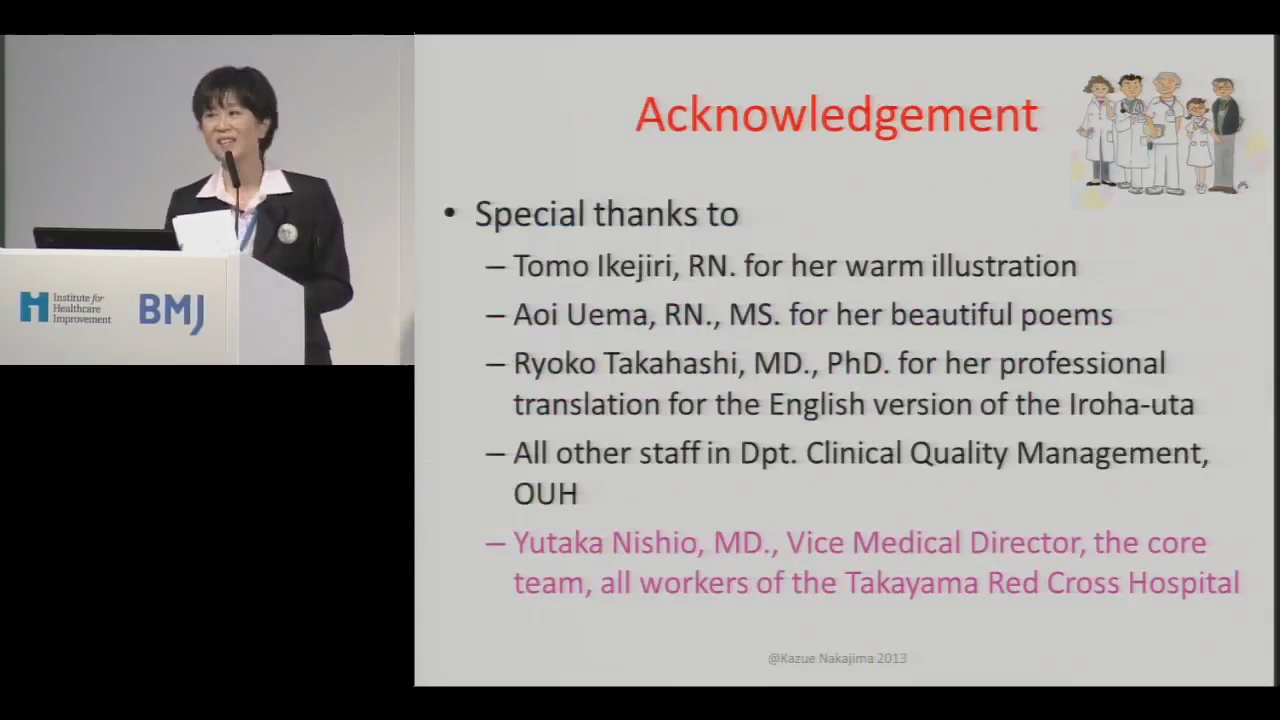 Institute for
Healthcare
Improvement
BMJ
Acknowledgement
• Special thanks to
– Tomo Ikejiri, RN. for her warm illustration
– Aoi Uema, RN., MS. for her beautiful poems
– Ryoko Takahashi, MD., PhD. for her professional
translation for the English version of the Iroha-uta
– All other staff in Dpt. Clinical Quality Management,
OUH
– Yutaka Nishio, MD., Vice Medical Director, the core
team, all workers of the Takayama Red Cross Hospital
@Kazue Nakajima 2013